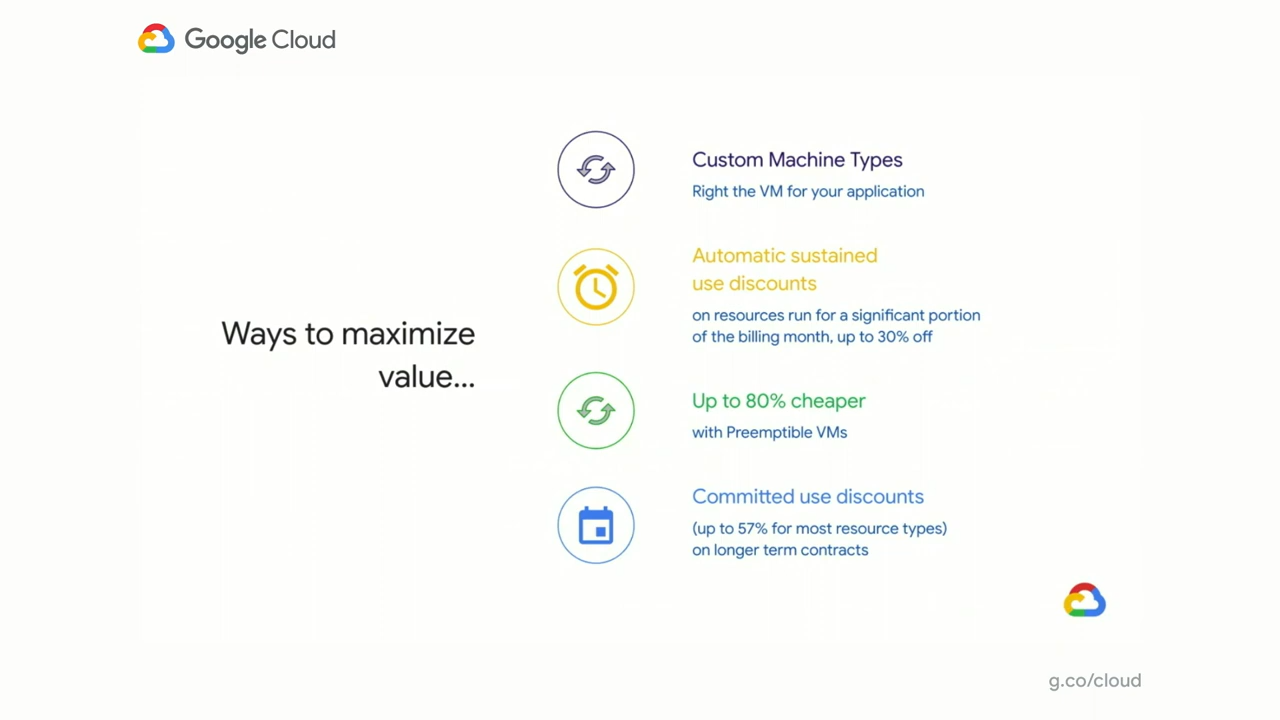 Google Cloud
Ways to maximize
value...
Custom Machine Types
Right the VM for your application
Automatic sustained
use discounts
on resources run for a significant portion
of the billing month, up to 30% off
Up to 80% cheaper
with Preemptible VMs
Committed use discounts
(up to 57% for most resource types)
on longer term contracts
g.co/cloud